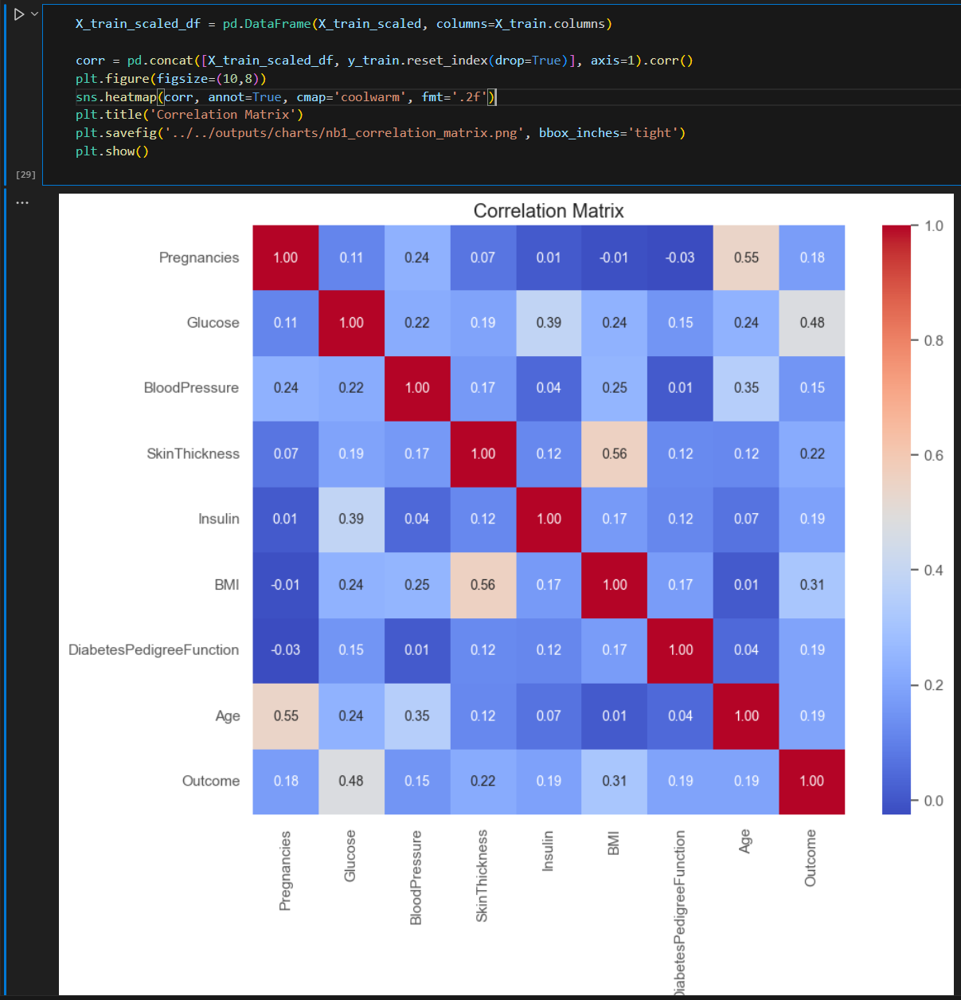 X_train_scaled_df = pd.DataFrame(X_train_scaled, columns=X_train.columns)
corr = pd.concat([X_train_scaled_df, y_train.reset_index(drop=True)], axis=1).corr()
plt.figure(figsize=(10,8))
sns.heatmap(corr, annot=True, cmap='coolwarm', fmt='.2f')
plt.title('Correlation Matrix')
plt.savefig('../../outputs/charts/nb1_correlation_matrix.png', bbox_inches='tight')
plt.show()
[29]
...
Correlation Matrix
Pregnancies 1.00 0.11 0.24 0.07 0.01 -0.01 -0.03 0.55 0.18
Glucose 0.11 1.00 0.22 0.19 0.39 0.24 0.15 0.24 0.48
BloodPressure 0.24 0.22 1.00 0.17 0.04 0.25 0.01 0.35 0.15
SkinThickness 0.07 0.19 0.17 1.00 0.12 0.56 0.12 0.12 0.22
Insulin 0.01 0.39 0.04 0.12 1.00 0.17 0.12 0.07 0.19
BMI -0.01 0.24 0.25 0.56 0.17 1.00 0.17 0.01 0.31
DiabetesPedigreeFunction -0.03 0.15 0.01 0.12 0.12 0.17 1.00 0.04 0.19
Age 0.55 0.24 0.35 0.12 0.07 0.01 0.04 1.00 0.19
Outcome 0.18 0.48 0.15 0.22 0.19 0.31 0.19 0.19 1.00
Pregnancies
Glucose
BloodPressure
SkinThickness
Insulin
BMI
DiabetesPedigreeFunction
Age
Outcome
1.0
0.8
0.6
0.4
0.2
0.0